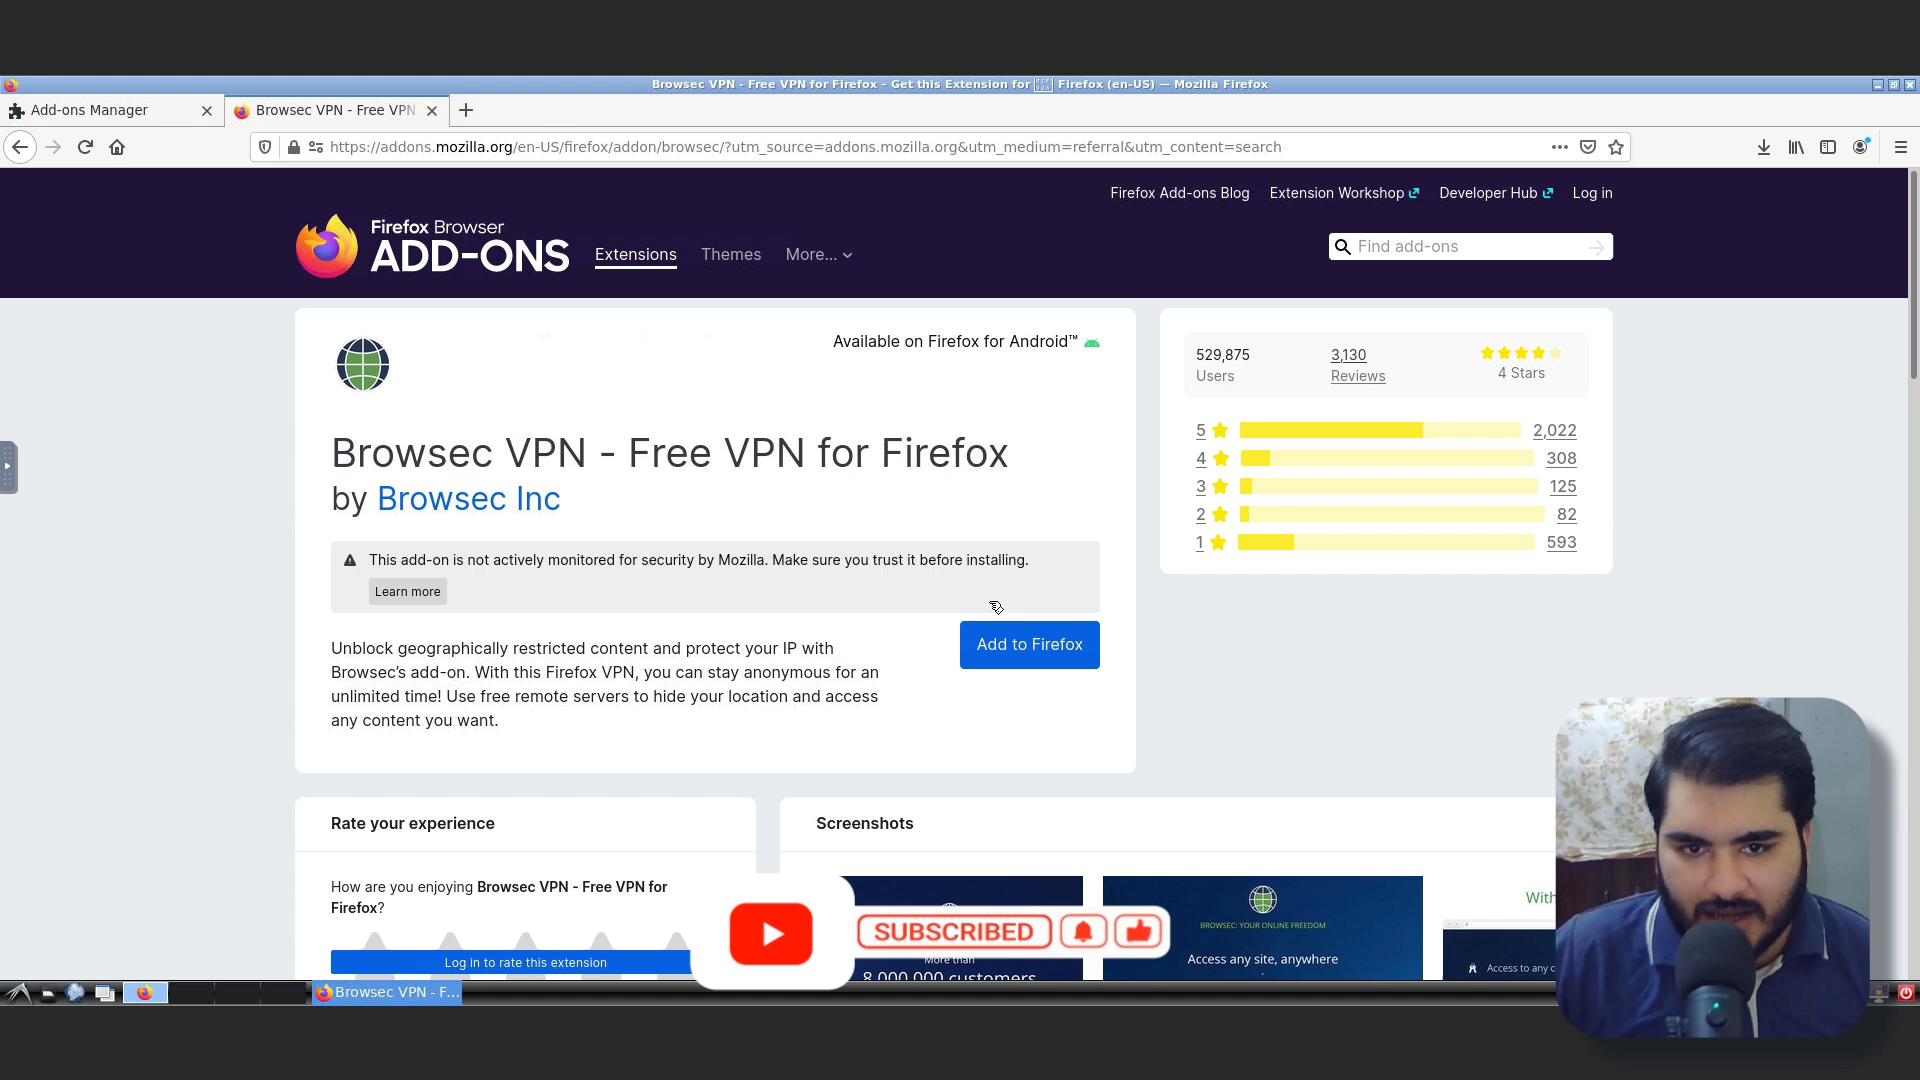 Browsec VPN - Free VPN for Firefox – Get this Extension for Firefox (en-US) — Mozilla Firefox
Add-ons Manager
Browsec VPN - Free VPN
https://addons.mozilla.org/en-US/firefox/addon/browsec/?utm_source=addons.mozilla.org&utm_medium=referral&utm_content=search
Firefox Add-ons Blog
Extension Workshop
Developer Hub
Log in
Firefox Browser
ADD-ONS
Extensions
Themes
More...
Find add-ons
Available on Firefox for Android™
Browsec VPN - Free VPN for Firefox
by Browsec Inc
This add-on is not actively monitored for security by Mozilla. Make sure you trust it before installing.
Learn more
Unblock geographically restricted content and protect your IP with
Browsec’s add-on. With this Firefox VPN, you can stay anonymous for an
unlimited time! Use free remote servers to hide your location and access
any content you want.
Add to Firefox
529,875
Users
3,130
Reviews
4 Stars
5 2,022
4 308
3 125
2 82
1 593
Rate your experience
How are you enjoying Browsec VPN - Free VPN for
Firefox?
Log in to rate this extension
Screenshots
More than
8 000 000 customers
BROWSEC: YOUR ONLINE FREEDOM
Access any site, anywhere
With
Access to any c
SUBSCRIBED
Browsec VPN - F...